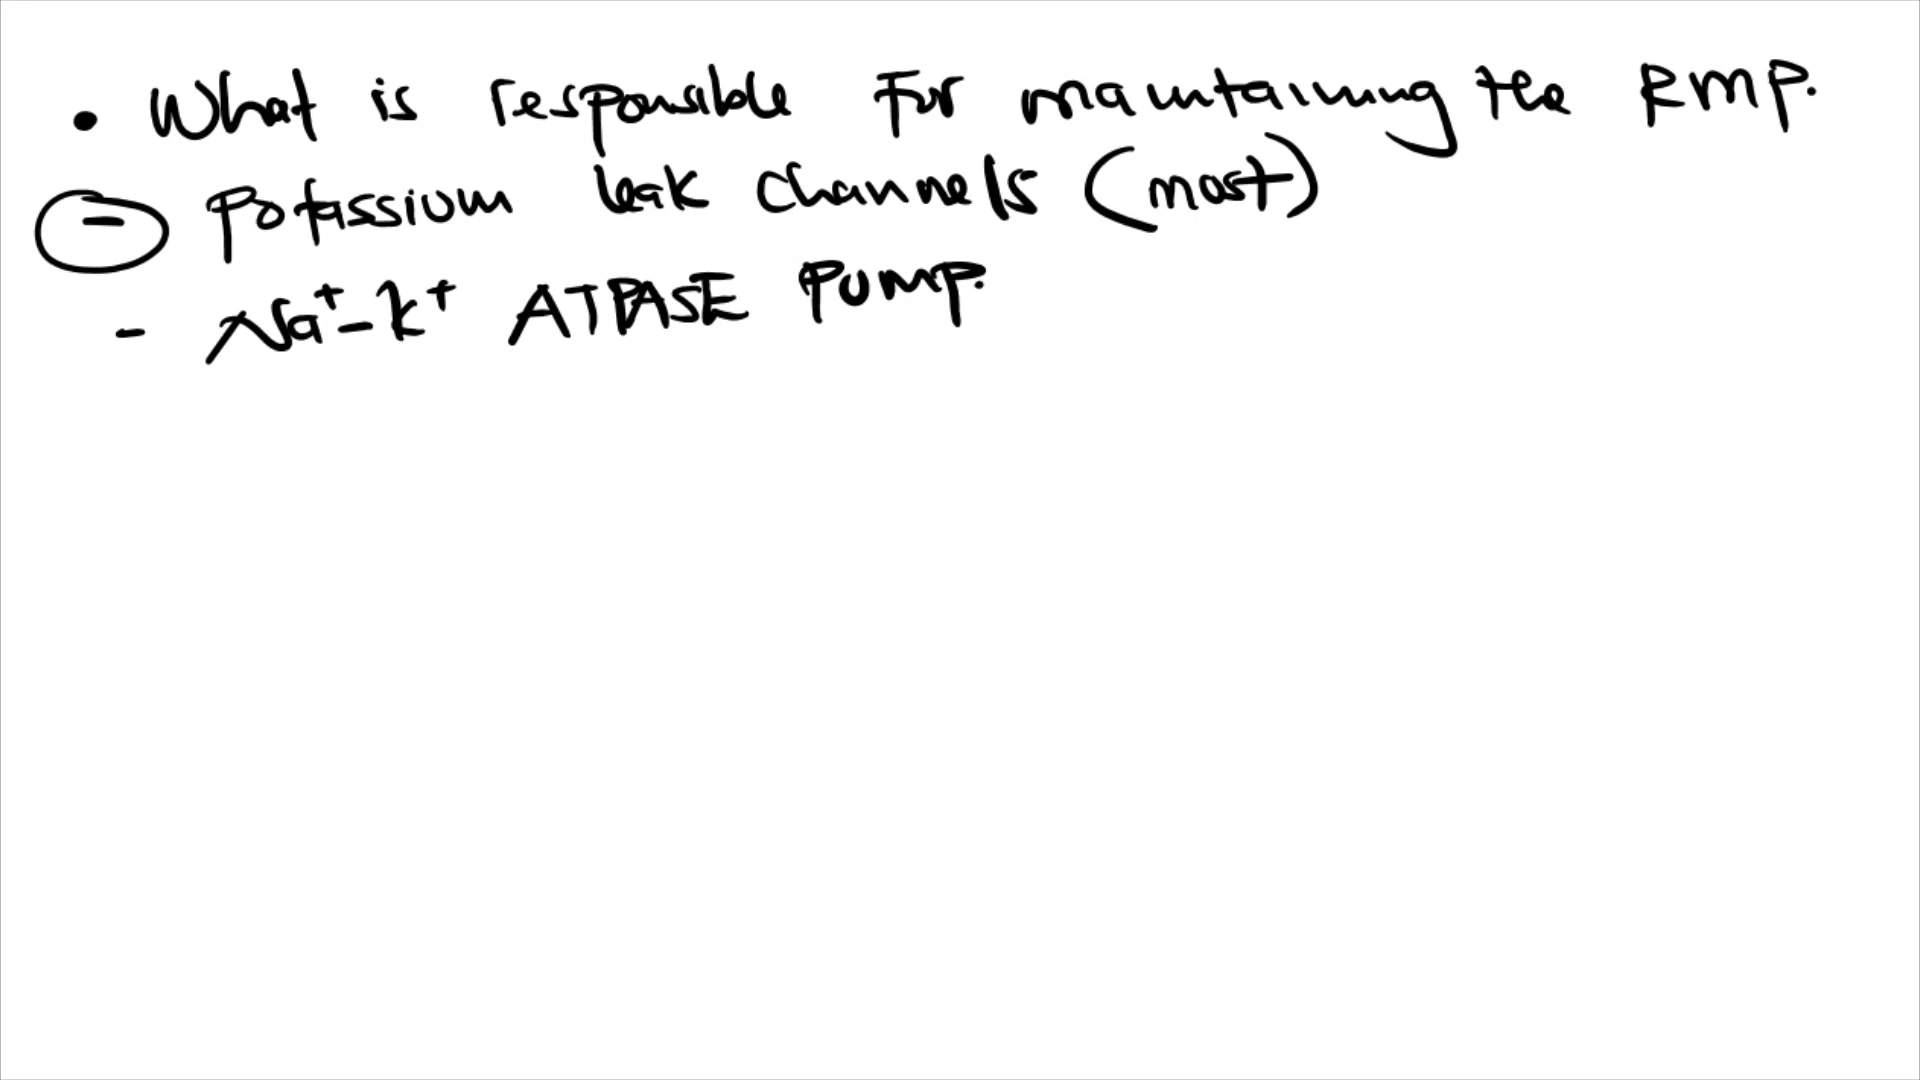 • What is responsible for maintaining the RMP.
- Potassium leak channels (most)
- Na⁺-K⁺ ATPASE PUMP.